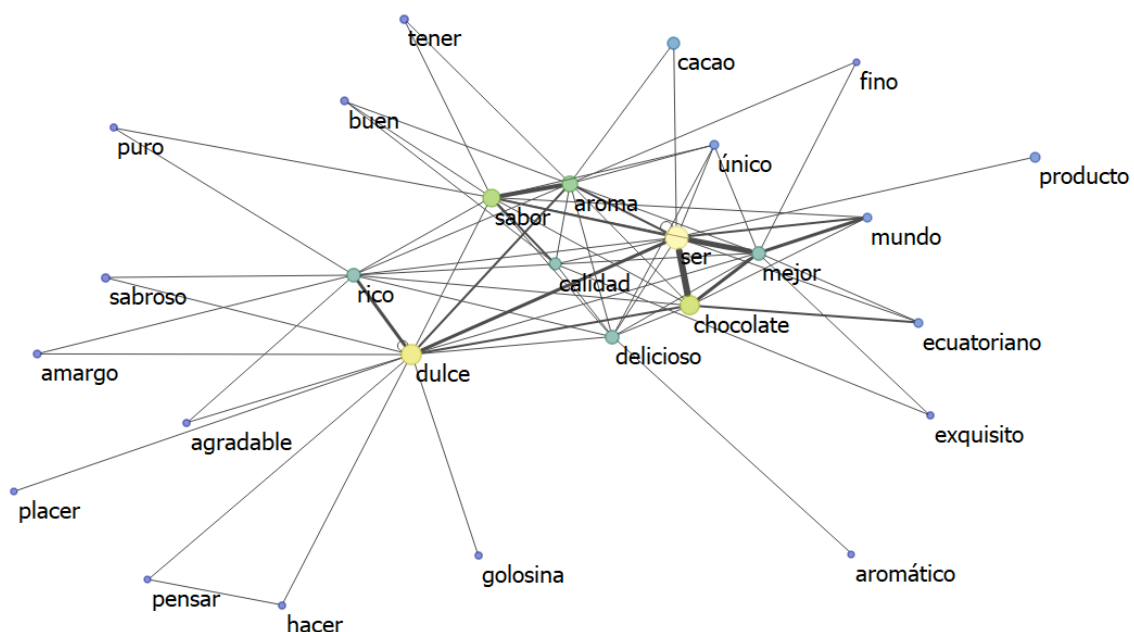 tener
cacao
fino
buen
puro
único
producto
aroma
sabor
mundo
ser
mejor
calidad
rico
sabroso
chocolate
ecuatoriano
delicioso
amargo
dulce
exquisito
agradable
placer
aromático
golosina
pensar
hacer